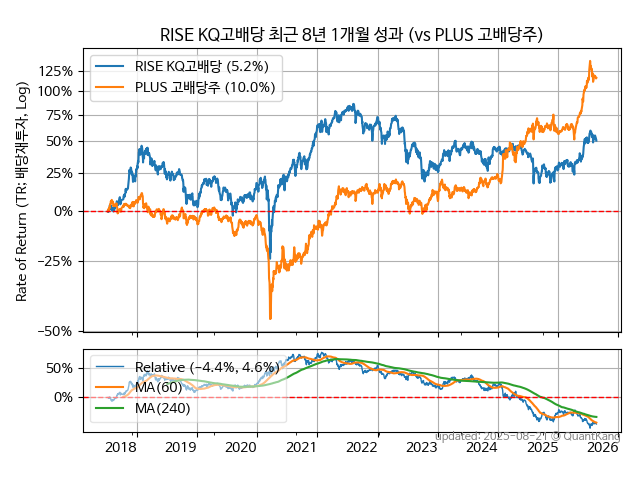 RISE KQ고배당 최근 8년 1개월 성과 (vs PLUS 고배당주)
Rate of Return (TR: 배당재투자, Log)
RISE KQ고배당 (5.2%)
PLUS 고배당주 (10.0%)
125%
100%
75%
50%
25%
0%
−25%
−50%
Relative (−4.4%, 4.6%)
MA(60)
MA(240)
50%
0%
updated: 2025-08-21 © QuantKang
2018 2019 2020 2021 2022 2023 2024 2025 2026